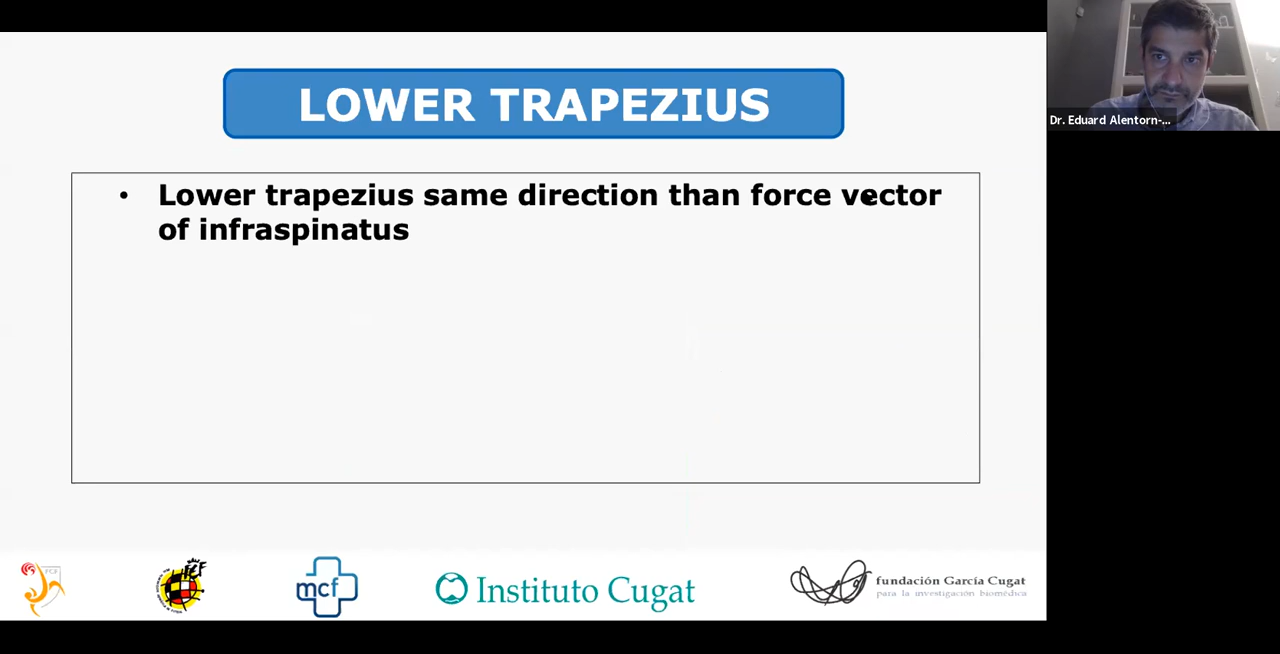 LOWER TRAPEZIUS
• Lower trapezius same direction than force vector
of infraspinatus
Dr. Eduard Alentorn-...
FCF
mcf
Instituto Cugat
fundación García Cugat
para la investigación biomédica